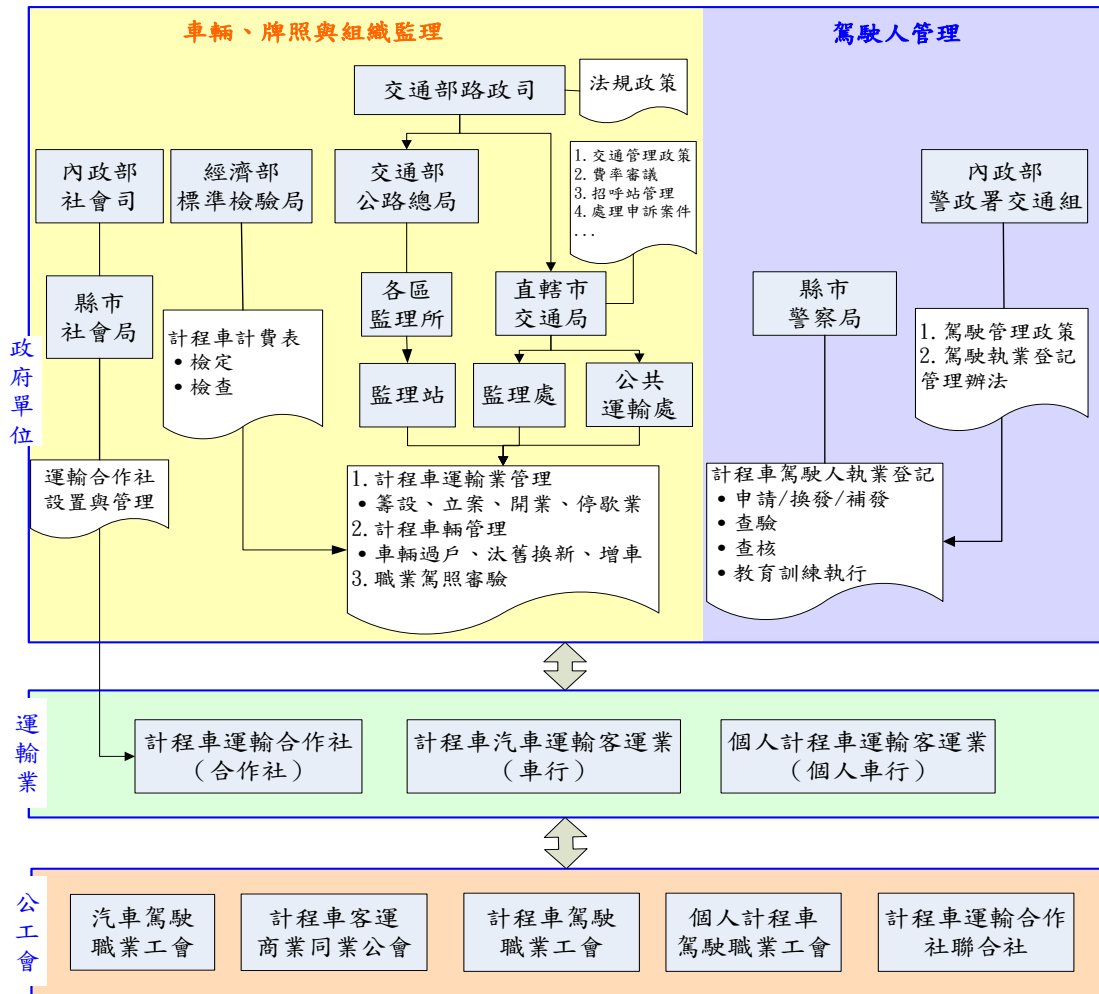 車輛、牌照與組織監理
駕駛人管理
交通部路政司
法規政策
內政部
社會司
經濟部
標準檢驗局
交通部
公路總局
1. 交通管理政策
2. 費率審議
3. 招呼站管理
4. 處理申訴案件
...
內政部
警政署交通組
縣市
社會局
各區
監理所
直轄市
交通局
縣市
警察局
政府單位
計程車計費表
• 檢定
• 檢查
監理站
監理處
公共
運輸處
1. 駕駛管理政策
2. 駕駛執業登記
管理辦法
運輸合作社
設置與管理
1. 計程車運輸業管理
• 籌設、立案、開業、停歇業
2. 計程車輛管理
• 車輛過戶、汰舊換新、增車
3. 職業駕照審驗
計程車駕駛人執業登記
• 申請/換發/補發
• 查驗
• 查核
• 教育訓練執行
運輸業
計程車運輸合作社
（合作社）
計程車汽車運輸客運業
（車行）
個人計程車運輸客運業
（個人車行）
公工會
汽車駕駛
職業工會
計程車客運
商業同業公會
計程車駕駛
職業工會
個人計程車
駕駛職業工會
計程車運輸合作
社聯合社